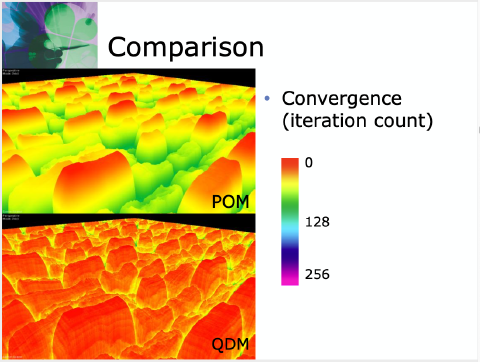 Comparison
• Convergence
(iteration count)
0
128
256
POM
QDM